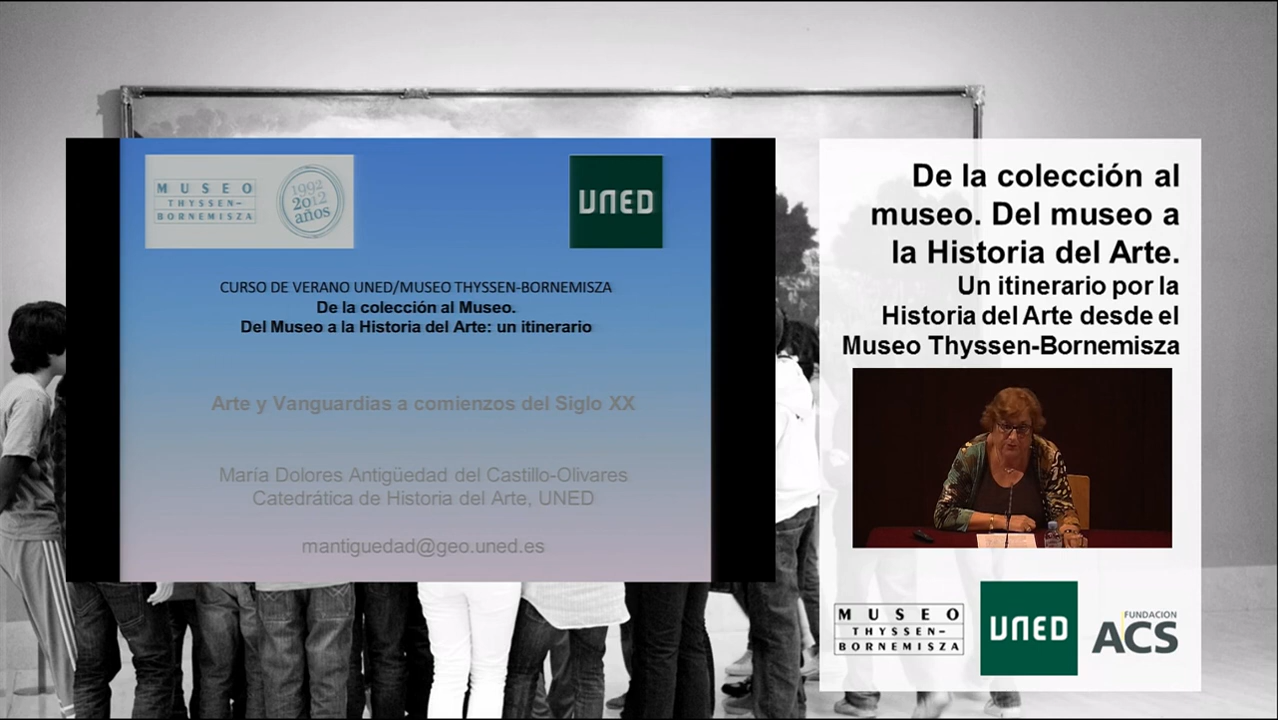 MUSEO
THYSSEN-
BORNEMISZA
1992
2012
años
UNED
CURSO DE VERANO UNED/MUSEO THYSSEN-BORNEMISZA
De la colección al Museo.
Del Museo a la Historia del Arte: un itinerario
Arte y Vanguardias a comienzos del Siglo XX
María Dolores Antigüedad del Castillo-Olivares
Catedrática de Historia del Arte, UNED
mantiguedad@geo.uned.es
De la colección al
museo. Del museo a
la Historia del Arte.
Un itinerario por la
Historia del Arte desde el
Museo Thyssen-Bornemisza
MUSEO
THYSSEN-
BORNEMISZA
UNED
FUNDACION
ACS